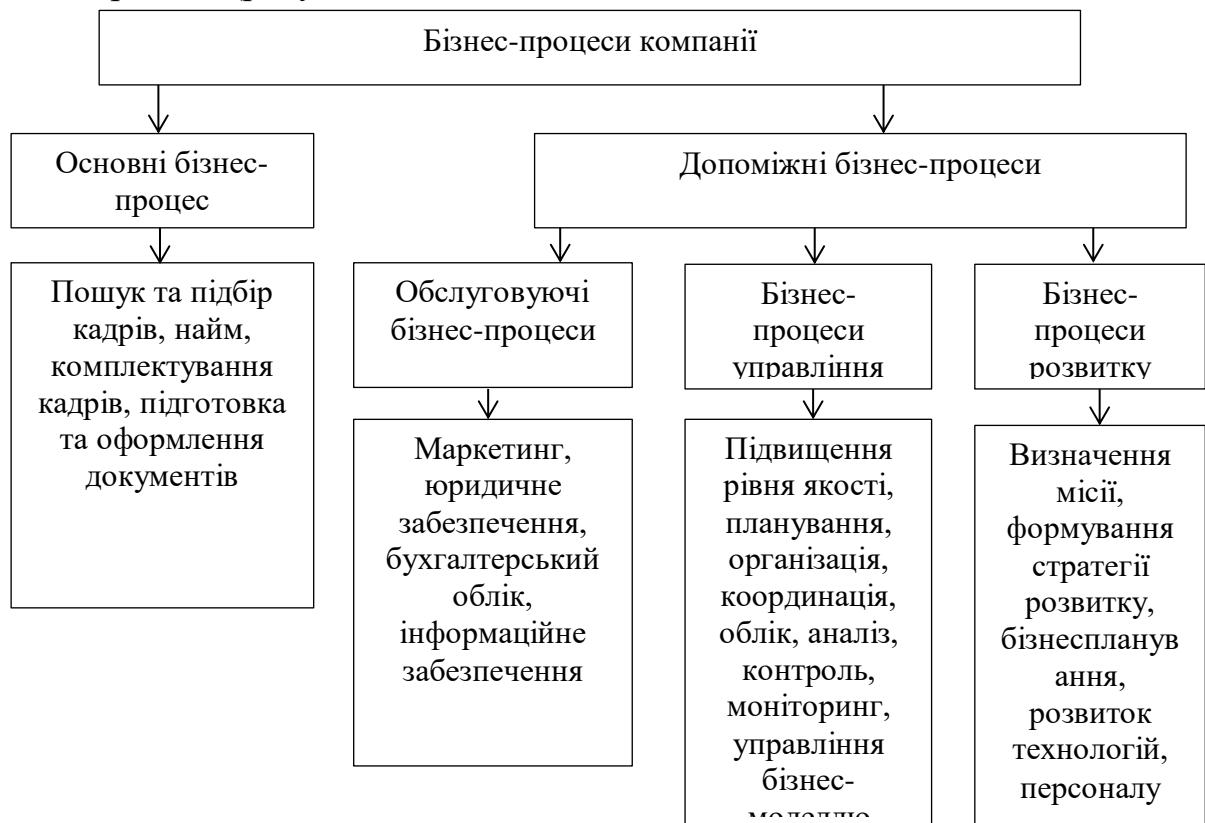 Бізнес-процеси компанії
Основні бізнес-
процес
Допоміжні бізнес-процеси
Пошук та підбір
кадрів, найм,
комплектування
кадрів, підготовка
та оформлення
документів
Обслуговуючі
бізнес-процеси
Бізнес-
процеси
управління
Бізнес-
процеси
розвитку
Маркетинг,
юридичне
забезпечення,
бухгалтерський
облік,
інформаційне
забезпечення
Підвищення
рівня якості,
планування,
організація,
координація,
облік, аналіз,
контроль,
моніторинг,
управління
бізнес-
моделлю
Визначення
місії,
формування
стратегії
розвитку,
бізнеспланув
ання,
розвиток
технологій,
персоналу